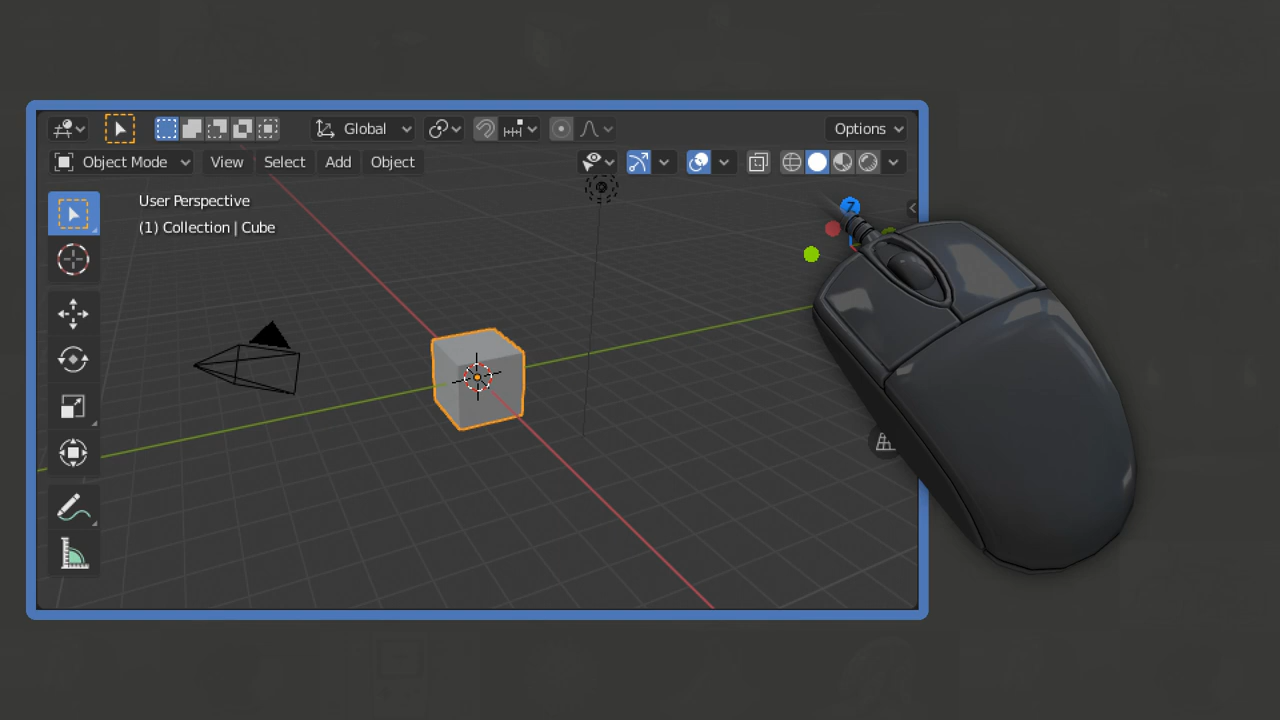 Global
Options
Object Mode
View
Select
Add
Object
User Perspective
(1) Collection | Cube
Z